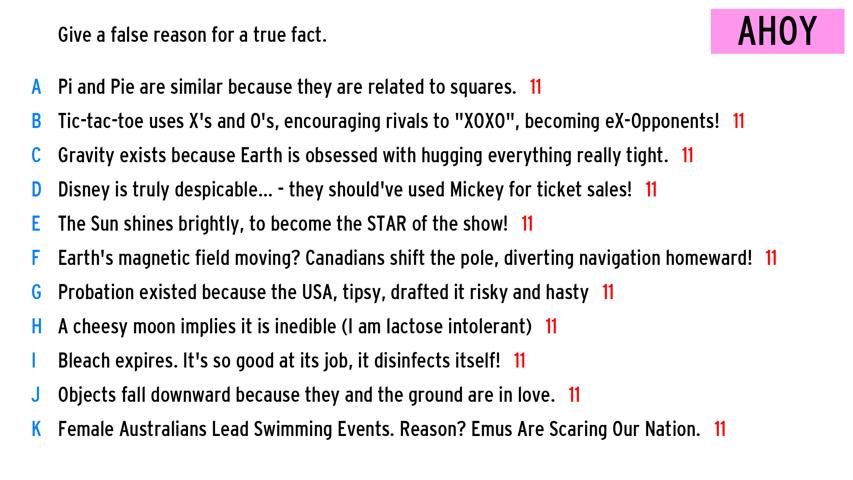 Give a false reason for a true fact.
AHOY
A Pi and Pie are similar because they are related to squares. 11
B Tic-tac-toe uses X's and O's, encouraging rivals to "XOXO", becoming eX-Opponents! 11
C Gravity exists because Earth is obsessed with hugging everything really tight. 11
D Disney is truly despicable... - they should've used Mickey for ticket sales! 11
E The Sun shines brightly, to become the STAR of the show! 11
F Earth's magnetic field moving? Canadians shift the pole, diverting navigation homeward! 11
G Probation existed because the USA, tipsy, drafted it risky and hasty 11
H A cheesy moon implies it is inedible (I am lactose intolerant) 11
I Bleach expires. It's so good at its job, it disinfects itself! 11
J Objects fall downward because they and the ground are in love. 11
K Female Australians Lead Swimming Events. Reason? Emus Are Scaring Our Nation. 11